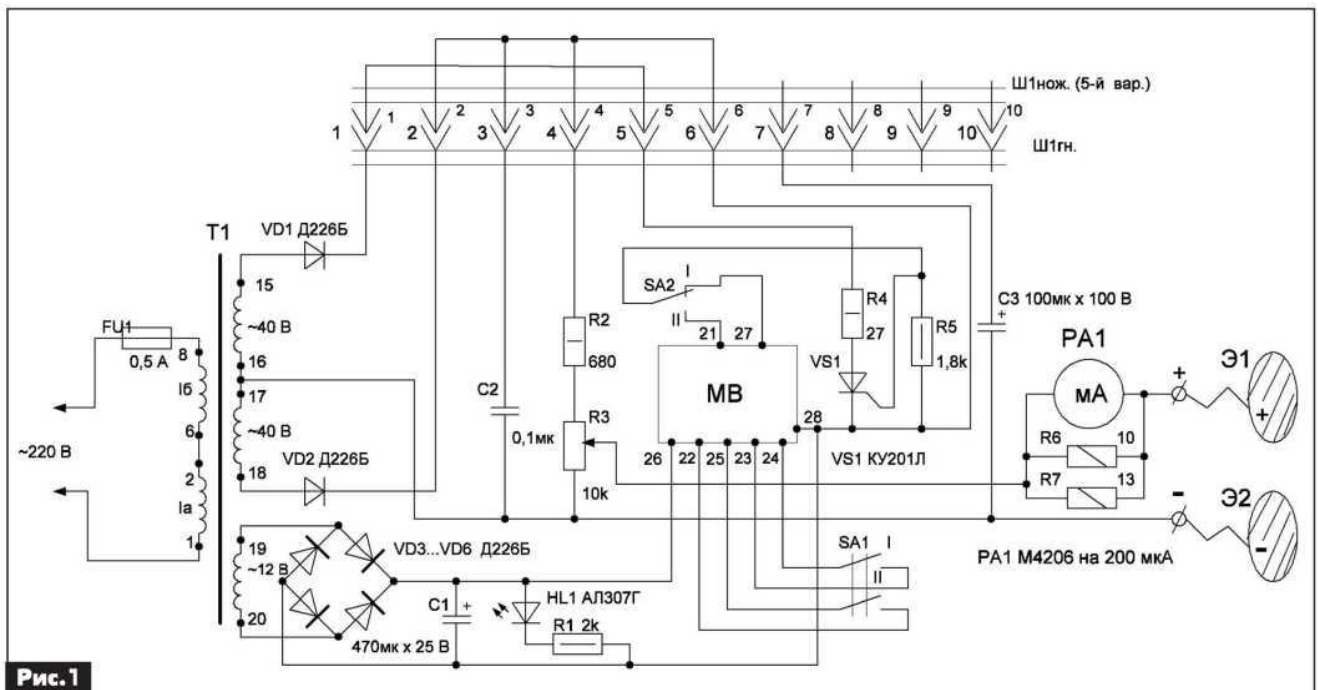 Ш1нож. (5-й вар.)
1 2 3 4 5 6 7 8 9 10
1 2 3 4 5 6 7 8 9 10
Ш1гн.
T1
VD1 Д226Б
15
~40 В
16
17
~40 В
18
VD2 Д226Б
FU1
0,5 А
8
Iб
6
2
Iа
1
~220 В
19
~12 В
20
VD3...VD6 Д226Б
C1
+
470мк x 25 В
HL1 АЛ307Г
R1 2k
C2
0,1мк
R2
680
R3
10k
SA2
I
II
21
27
МВ
28
26
22
25
23
24
R4
27
VS1
R5
1,8k
VS1 КУ201Л
SA1
I
II
C3 100мк x 100 В
+
PA1
мА
R6
10
R7
13
+
Э1
+
-
Э2
-
PA1 М4206 на 200 мкА
Рис.1